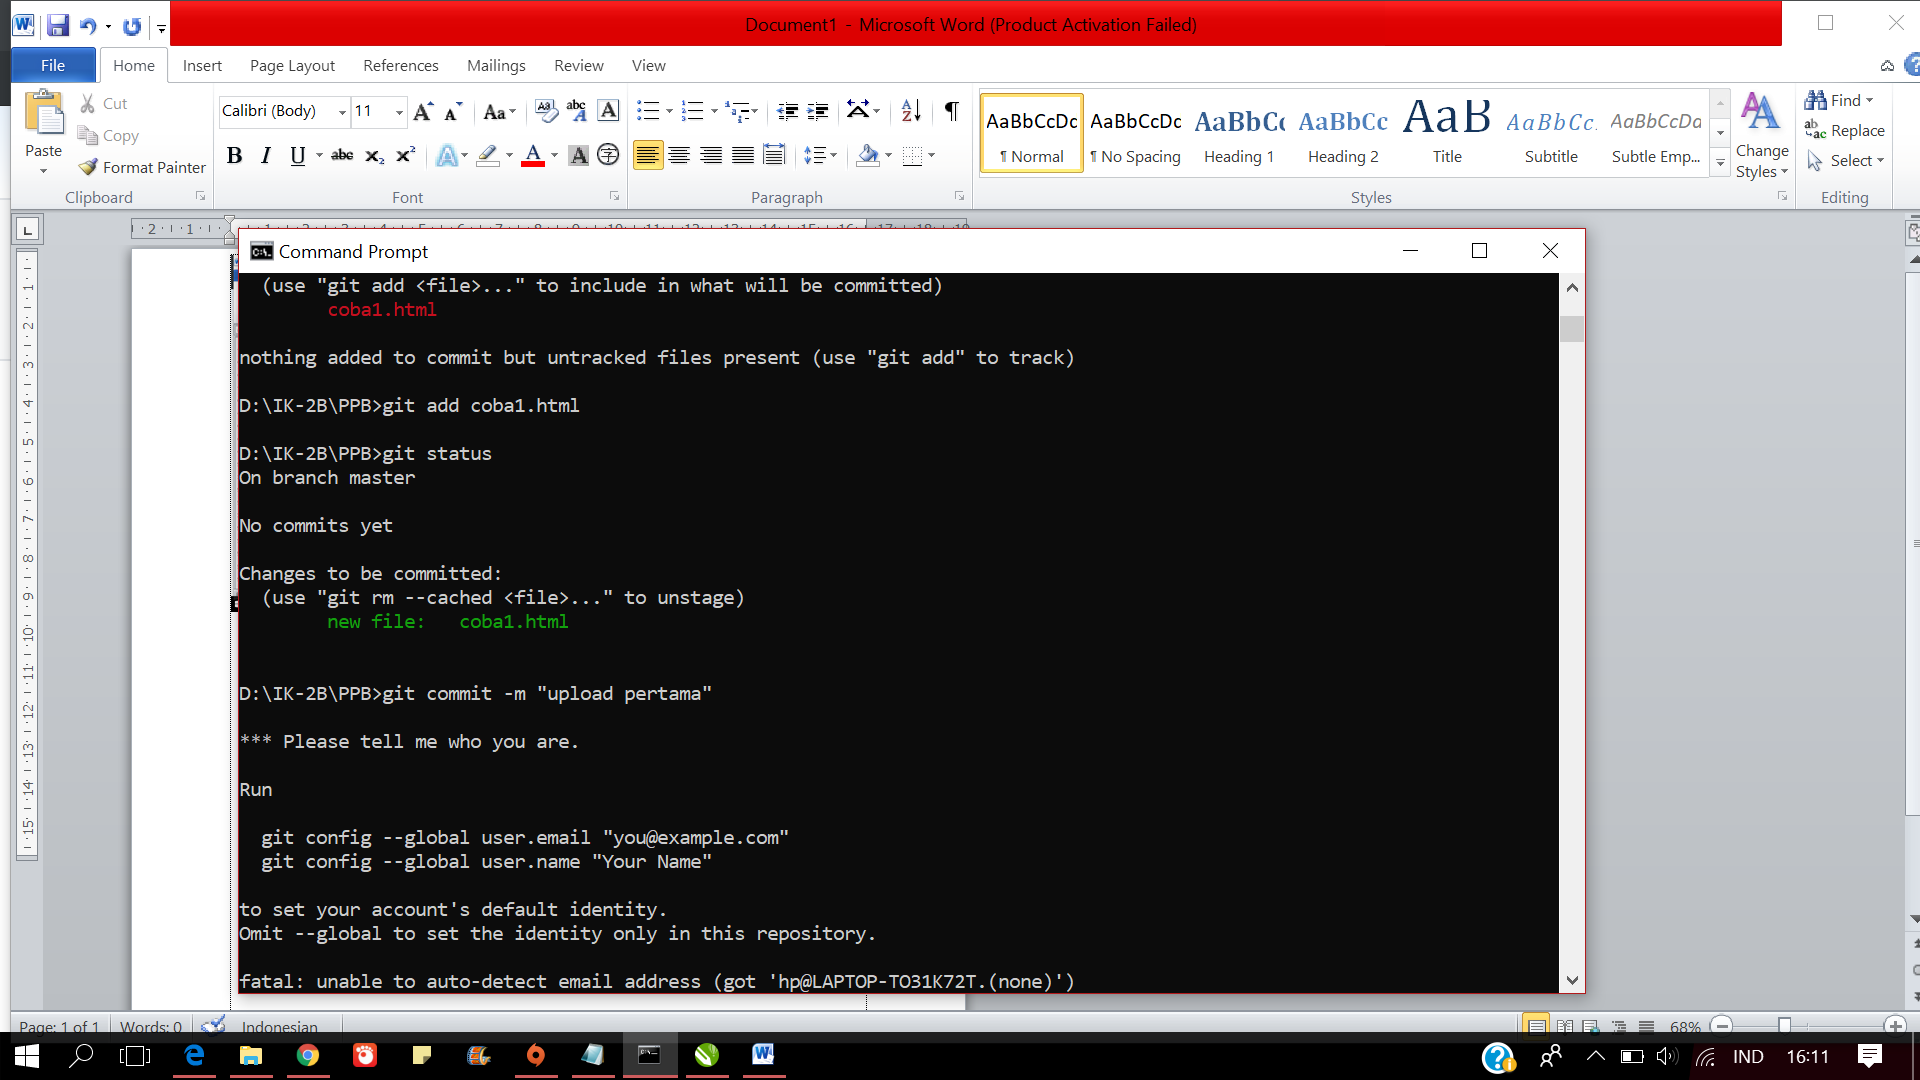 Document1 - Microsoft Word (Product Activation Failed)
File Home Insert Page Layout References Mailings Review View
Paste
Cut
Copy
Format Painter
Clipboard
Calibri (Body) 11
Font
Paragraph
AaBbCcDc AaBbCcDc AaBbCc AaBbCc AaB AaBbCc. AaBbCcDa
¶ Normal ¶ No Spacing Heading 1 Heading 2 Title Subtitle Subtle Emp...
Styles
Change
Styles
Find
Replace
Select
Editing
Command Prompt
(use "git add <file>..." to include in what will be committed)
coba1.html
nothing added to commit but untracked files present (use "git add" to track)
D:\IK-2B\PPB>git add coba1.html
D:\IK-2B\PPB>git status
On branch master
No commits yet
Changes to be committed:
(use "git rm --cached <file>..." to unstage)
new file:   coba1.html
D:\IK-2B\PPB>git commit -m "upload pertama"
*** Please tell me who you are.
Run
git config --global user.email "you@example.com"
git config --global user.name "Your Name"
to set your account's default identity.
Omit --global to set the identity only in this repository.
fatal: unable to auto-detect email address (got 'hp@LAPTOP-TO31K72T.(none)')
Page: 1 of 1 Words: 0 Indonesian 68%
IND 16:11